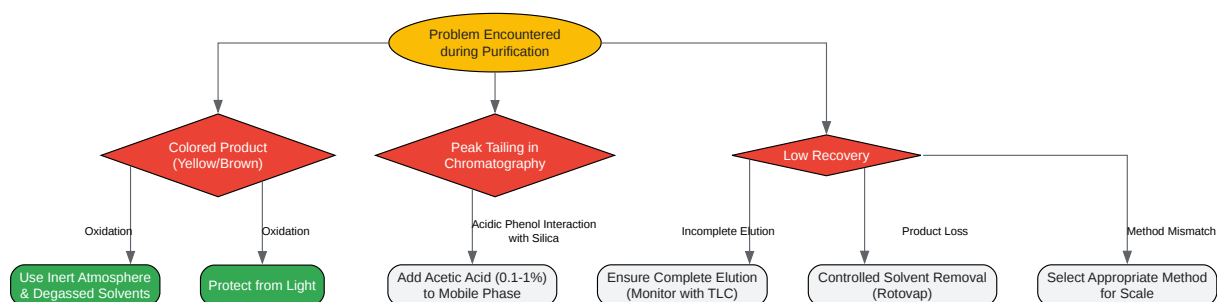 Problem Encountered
during Purification
Colored Product
(Yellow/Brown)
Peak Tailing in
Chromatography
Low Recovery
Oxidation
Oxidation
Acidic Phenol Interaction
with Silica
Incomplete Elution
Product Loss
Method Mismatch
Use Inert Atmosphere
& Degassed Solvents
Protect from Light
Add Acetic Acid (0.1-1%)
to Mobile Phase
Ensure Complete Elution
(Monitor with TLC)
Controlled Solvent Removal
(Rotovap)
Select Appropriate Method
for Scale